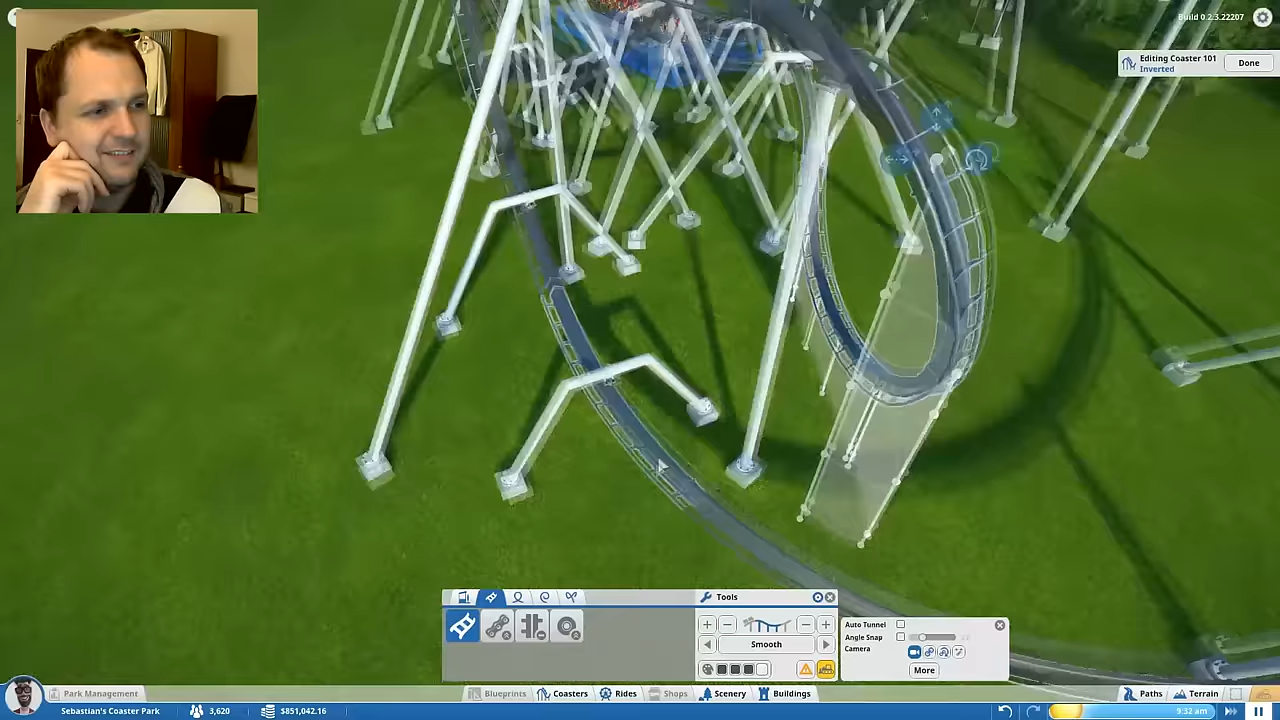 Build 0.2.3.22207
Editing Coaster 101
Inverted
Done
Tools
Smooth
Auto Tunnel
Angle Snap
Camera
More
Park Management
Blueprints
Coasters
Rides
Shops
Scenery
Buildings
Paths
Terrain
Sebastian's Coaster Park
3,620
$851,042.16
9:32 am